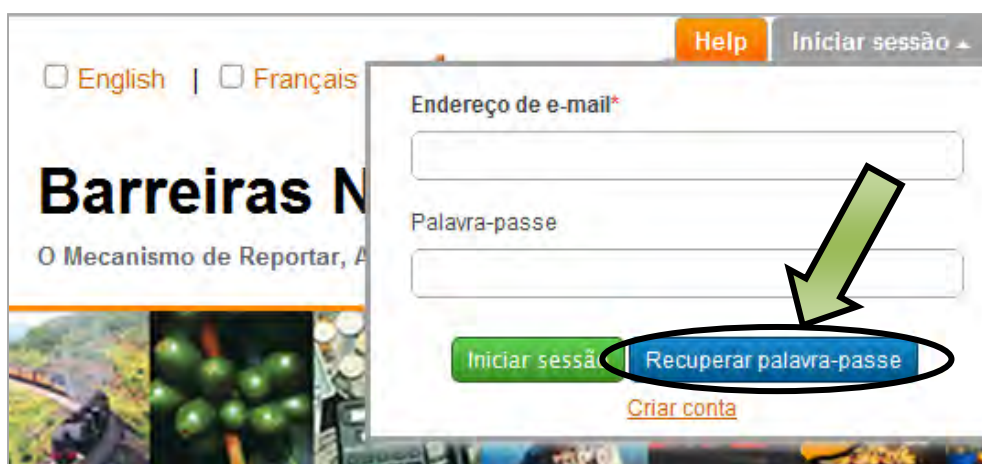 Help Iniciar sessão
English | Français
Endereço de e-mail*
Barreiras N
Palavra-passe
O Mecanismo de Reportar, A
Iniciar sessão Recuperar palavra-passe
Criar conta